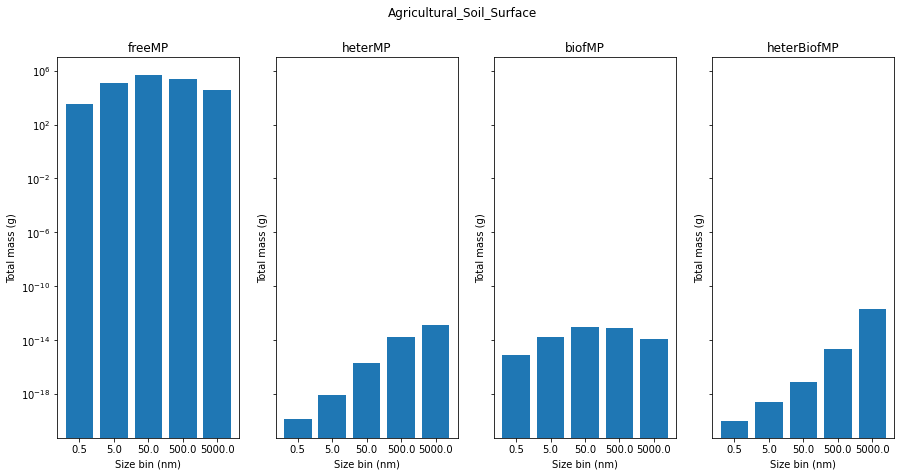 Agricultural_Soil_Surface
freeMP
heterMP
biofMP
heterBiofMP
10^6
10^2
10^−2
10^−6
10^−10
10^−14
10^−18
Total mass (g)
Total mass (g)
Total mass (g)
Total mass (g)
0.5 5.0 50.0 500.0 5000.0
0.5 5.0 50.0 500.0 5000.0
0.5 5.0 50.0 500.0 5000.0
0.5 5.0 50.0 500.0 5000.0
Size bin (nm)
Size bin (nm)
Size bin (nm)
Size bin (nm)